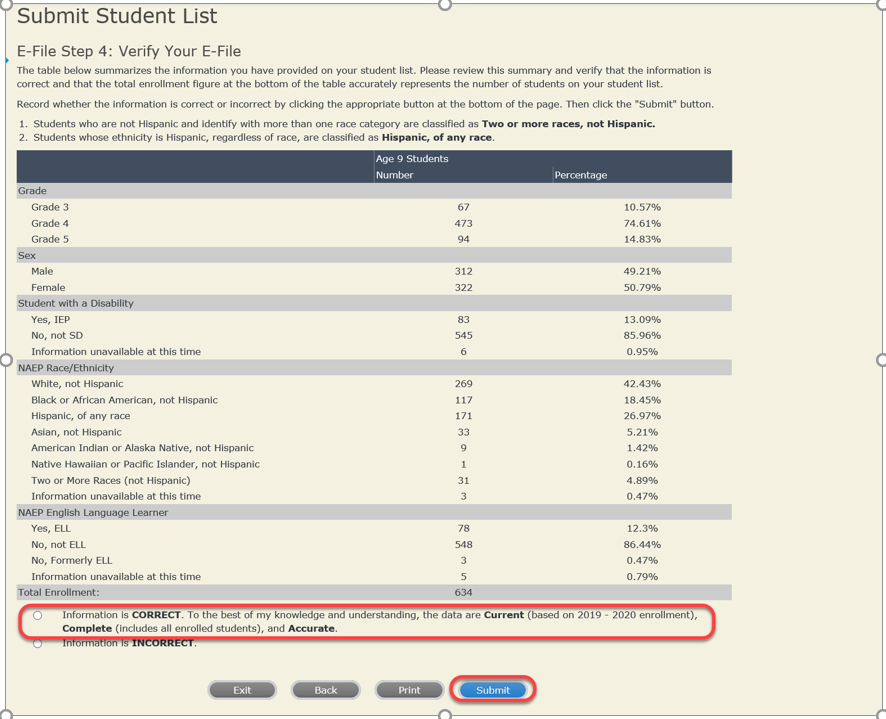 Submit Student List
E-File Step 4: Verify Your E-File
The table below summarizes the information you have provided on your student list. Please review this summary and verify that the information is
correct and that the total enrollment figure at the bottom of the table accurately represents the number of students on your student list.
Record whether the information is correct or incorrect by clicking the appropriate button at the bottom of the page. Then click the "Submit" button.
1. Students who are not Hispanic and identify with more than one race category are classified as Two or more races, not Hispanic.
2. Students whose ethnicity is Hispanic, regardless of race, are classified as Hispanic, of any race.
Age 9 Students
Number Percentage
Grade
Grade 3 67 10.57%
Grade 4 473 74.61%
Grade 5 94 14.83%
Sex
Male 312 49.21%
Female 322 50.79%
Student with a Disability
Yes, IEP 83 13.09%
No, not SD 545 85.96%
Information unavailable at this time 6 0.95%
NAEP Race/Ethnicity
White, not Hispanic 269 42.43%
Black or African American, not Hispanic 117 18.45%
Hispanic, of any race 171 26.97%
Asian, not Hispanic 33 5.21%
American Indian or Alaska Native, not Hispanic 9 1.42%
Native Hawaiian or Pacific Islander, not Hispanic 1 0.16%
Two or More Races (not Hispanic) 31 4.89%
Information unavailable at this time 3 0.47%
NAEP English Language Learner
Yes, ELL 78 12.3%
No, not ELL 548 86.44%
No, Formerly ELL 3 0.47%
Information unavailable at this time 5 0.79%
Total Enrollment: 634
Information is CORRECT. To the best of my knowledge and understanding, the data are Current (based on 2019 - 2020 enrollment),
Complete (includes all enrolled students), and Accurate.
Information is INCORRECT.
Exit Back Print Submit